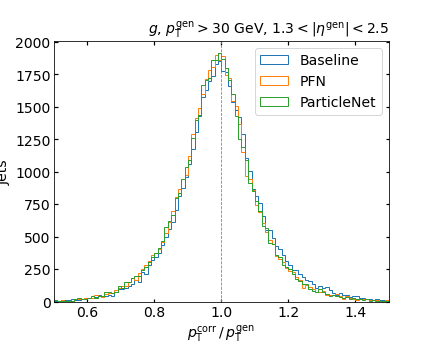 g, p_T^gen > 30 GeV, 1.3 < |η^gen| < 2.5
2000
1750
1500
1250
1000
750
500
250
0
Jets
Baseline
PFN
ParticleNet
0.6 0.8 1.0 1.2 1.4
p_T^corr / p_T^gen